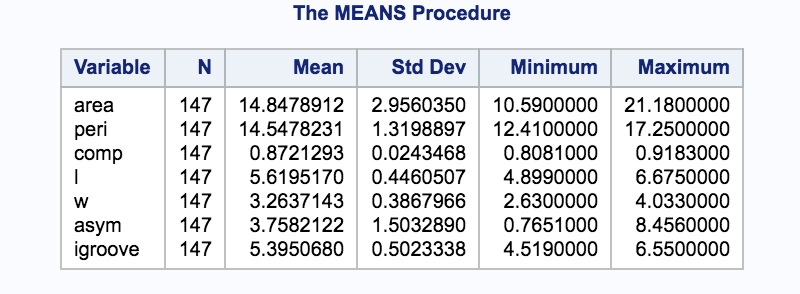 The MEANS Procedure
Variable N Mean Std Dev Minimum Maximum
area 147 14.8478912 2.9560350 10.5900000 21.1800000
peri 147 14.5478231 1.3198897 12.4100000 17.2500000
comp 147 0.8721293 0.0243468 0.8081000 0.9183000
l 147 5.6195170 0.4460507 4.8990000 6.6750000
w 147 3.2637143 0.3867966 2.6300000 4.0330000
asym 147 3.7582122 1.5032890 0.7651000 8.4560000
igroove 147 5.3950680 0.5023338 4.5190000 6.5500000